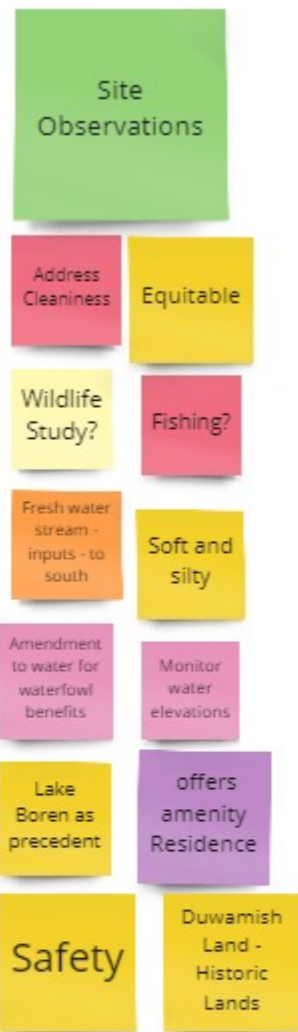 Site
Observations
Address
Cleaniness
Equitable
Wildlife
Study?
Fishing?
Fresh water
stream -
inputs - to
south
Soft and
silty
Amendment
to water for
waterfowl
benefits
Monitor
water
elevations
Lake
Boren as
precedent
offers
amenity
Residence
Safety
Duwamish
Land -
Historic
Lands